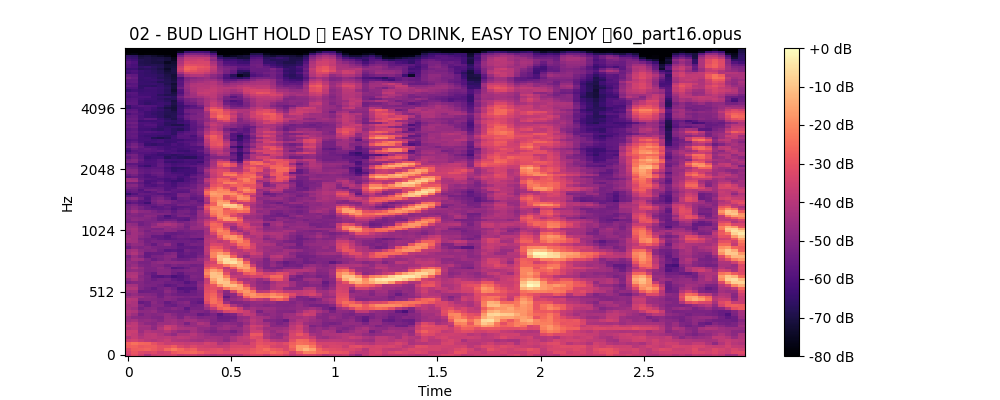 02 - BUD LIGHT HOLD ▯ EASY TO DRINK, EASY TO ENJOY ▯60_part16.opus
+0 dB
4096
-10 dB
-20 dB
2048
-30 dB
Hz
1024
-40 dB
-50 dB
512
-60 dB
-70 dB
0
-80 dB
0 0.5 1 1.5 2 2.5
Time